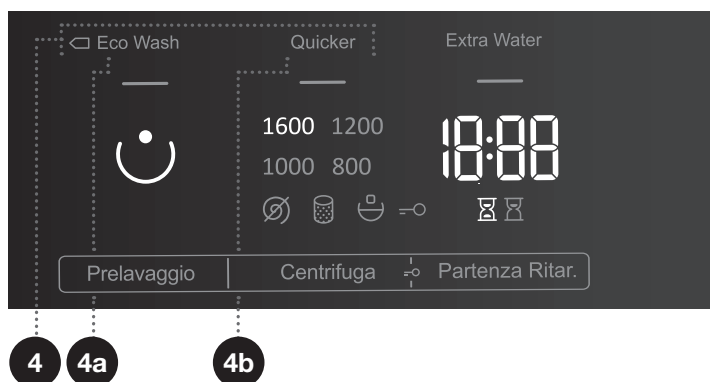 Eco Wash Quicker Extra Water
1600 1200
1000 800
18:88
Prelavaggio Centrifuga Partenza Ritar.
4 4a 4b